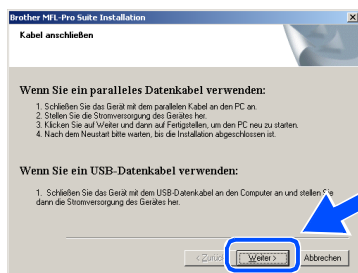 Brother MFL-Pro Suite Installation
Kabel anschließen
Wenn Sie ein paralleles Datenkabel verwenden:
1. Schließen Sie das Gerät mit dem parallelen Kabel an den PC an.
2. Stellen Sie die Stromversorgung des Gerätes her.
3. Klicken Sie auf Weiter und dann auf Fertigstellen, um den PC neu zu starten.
4. Nach dem Neustart bitte warten, bis die Installation abgeschlossen ist.
Wenn Sie ein USB-Datenkabel verwenden:
1. Schließen Sie das Gerät mit dem USB-Datenkabel an den Computer an und stellen Sie
dann die Stromversorgung des Gerätes her.
< Zurück Weiter > Abbrechen